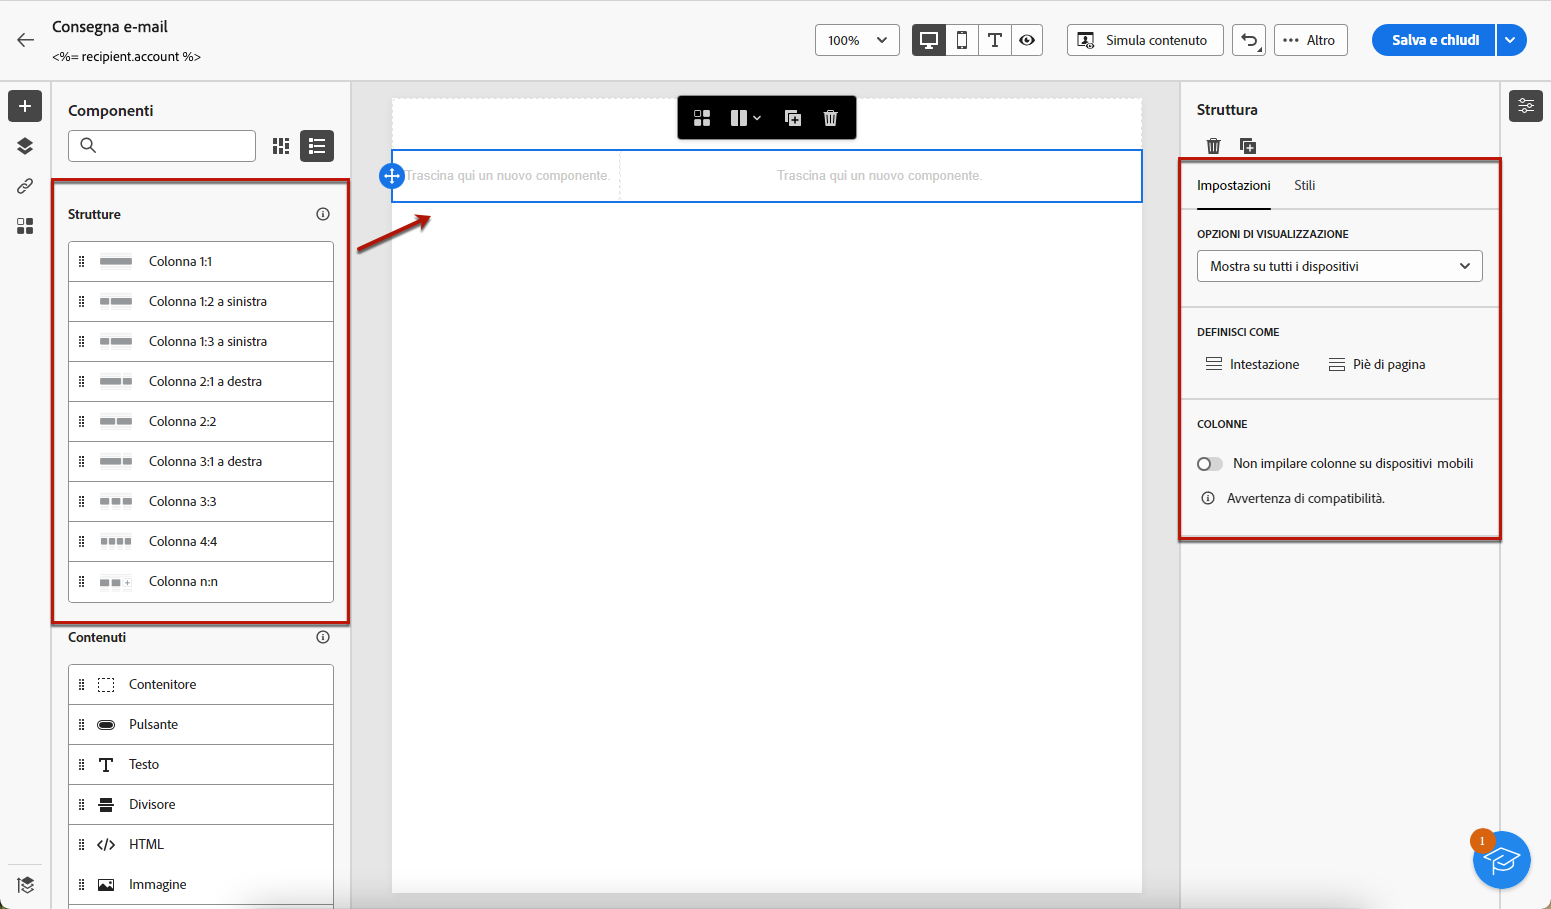 Consegna e-mail
<%= recipient.account %>
100%
Simula contenuto
Altro
Salva e chiudi
Componenti
Strutture
Colonna 1:1
Colonna 1:2 a sinistra
Colonna 1:3 a sinistra
Colonna 2:1 a destra
Colonna 2:2
Colonna 3:1 a destra
Colonna 3:3
Colonna 4:4
Colonna n:n
Contenuti
Contenitore
Pulsante
Testo
Divisore
HTML
Immagine
Trascina qui un nuovo componente.
Trascina qui un nuovo componente.
Struttura
Impostazioni
Stili
OPZIONI DI VISUALIZZAZIONE
Mostra su tutti i dispositivi
DEFINISCI COME
Intestazione
Piè di pagina
COLONNE
Non impilare colonne su dispositivi mobili
Avvertenza di compatibilità.
1